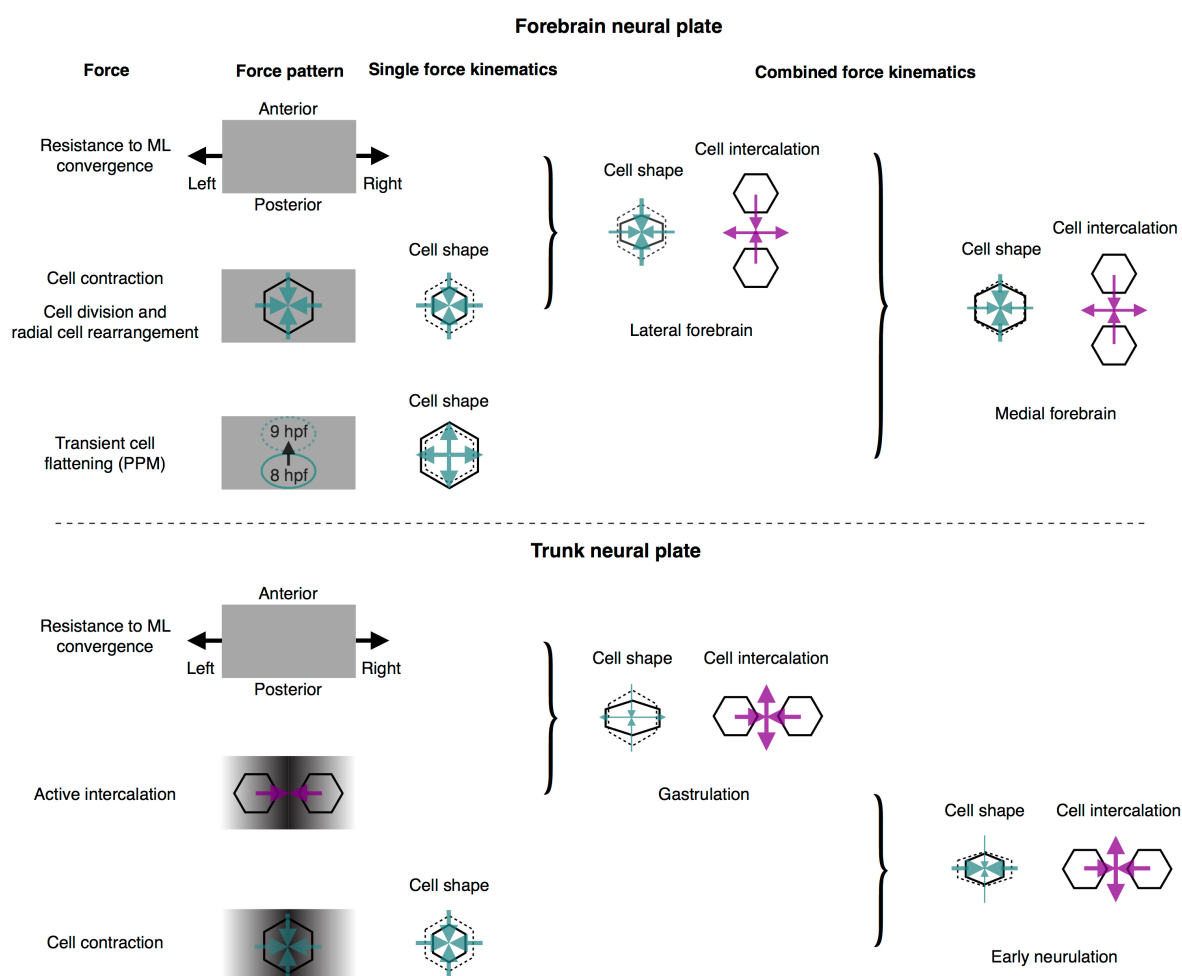 Forebrain neural plate
Force
Force pattern
Single force kinematics
Combined force kinematics
Anterior
Resistance to ML
convergence
Left
Right
Posterior
Cell shape
Cell intercalation
Lateral forebrain
Cell contraction
Cell division and
radial cell rearrangement
Cell shape
Cell shape
Cell intercalation
Medial forebrain
Transient cell
flattening (PPM)
9 hpf
8 hpf
Cell shape
Trunk neural plate
Anterior
Resistance to ML
convergence
Left
Right
Posterior
Cell shape
Cell intercalation
Gastrulation
Active intercalation
Cell shape
Cell intercalation
Early neurulation
Cell contraction
Cell shape